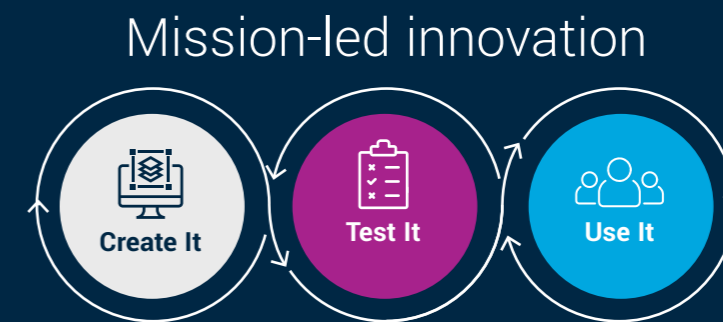 Mission-led innovation
Create It
Test It
Use It